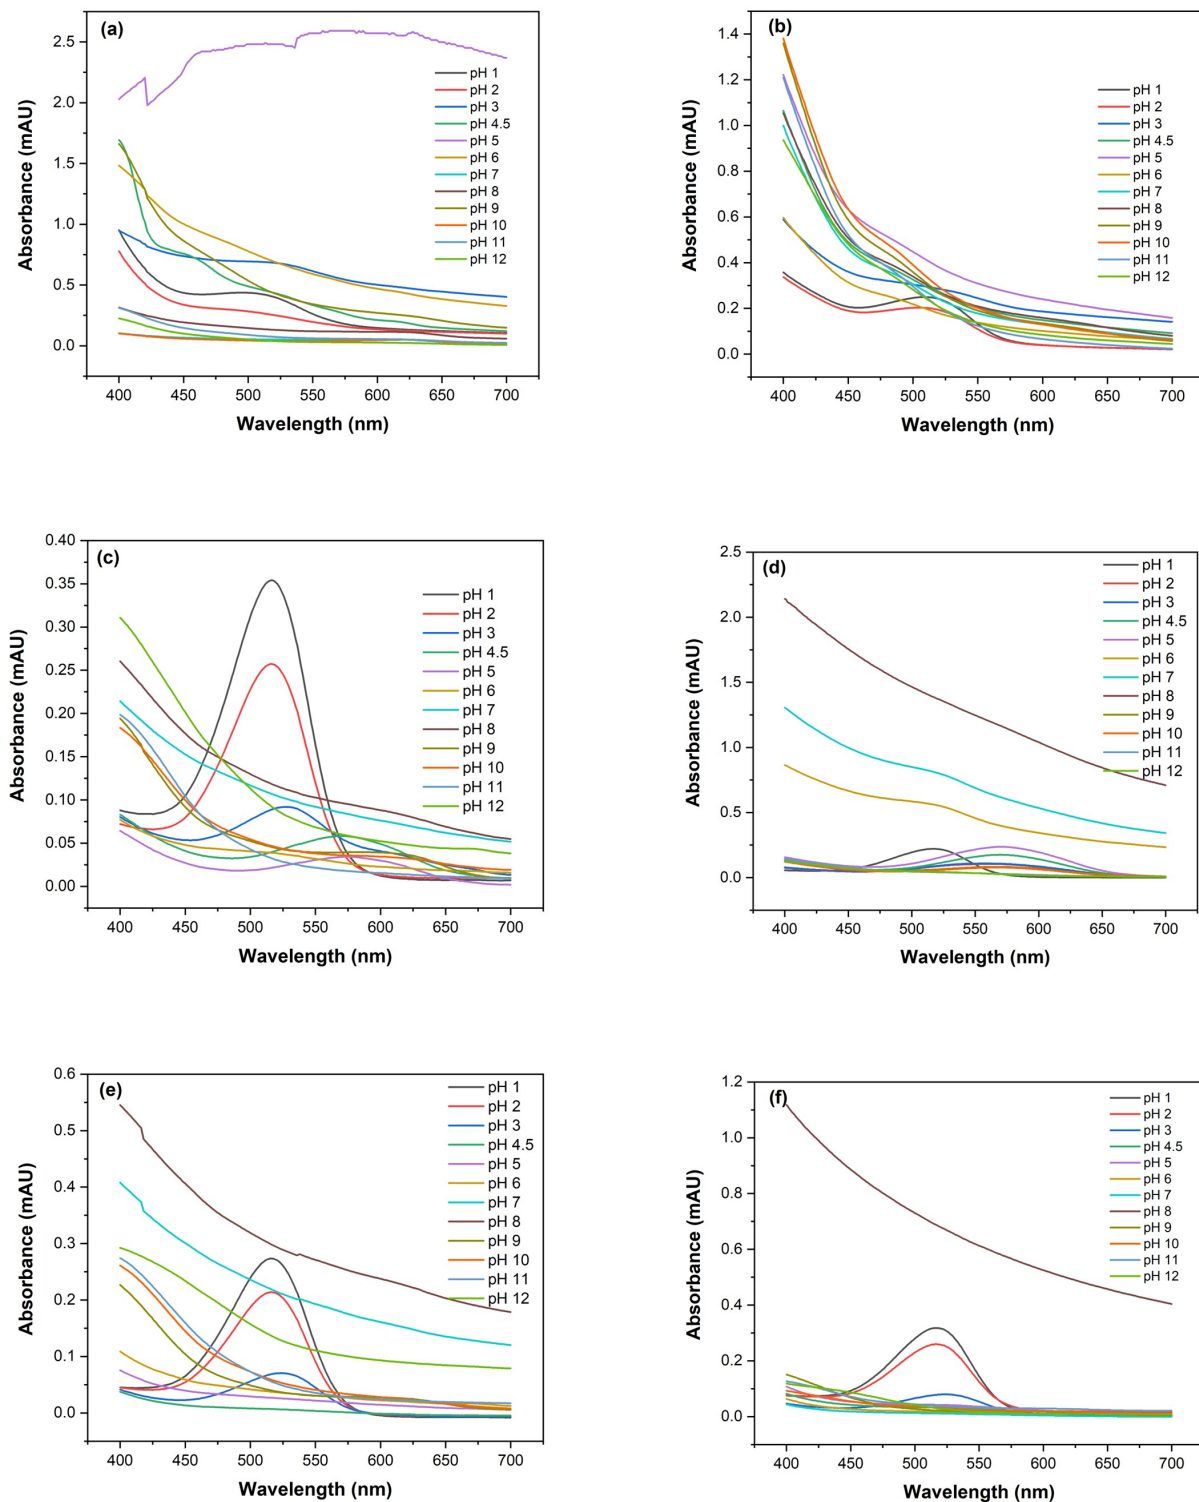 (a)
2.5
2.0
1.5
1.0
0.5
0.0
Absorbance (mAU)
400 450 500 550 600 650 700
Wavelength (nm)
pH 1
pH 2
pH 3
pH 4.5
pH 5
pH 6
pH 7
pH 8
pH 9
pH 10
pH 11
pH 12
(b)
1.4
1.2
1.0
0.8
0.6
0.4
0.2
0.0
Absorbance (mAU)
400 450 500 550 600 650 700
Wavelength (nm)
pH 1
pH 2
pH 3
pH 4.5
pH 5
pH 6
pH 7
pH 8
pH 9
pH 10
pH 11
pH 12
(c)
0.40
0.35
0.30
0.25
0.20
0.15
0.10
0.05
0.00
Absorbance (mAU)
400 450 500 550 600 650 700
Wavelength (nm)
pH 1
pH 2
pH 3
pH 4.5
pH 5
pH 6
pH 7
pH 8
pH 9
pH 10
pH 11
pH 12
(d)
2.5
2.0
1.5
1.0
0.5
0.0
Absorbance (mAU)
400 450 500 550 600 650 700
Wavelength (nm)
pH 1
pH 2
pH 3
pH 4.5
pH 5
pH 6
pH 7
pH 8
pH 9
pH 10
pH 11
pH 12
(e)
0.6
0.5
0.4
0.3
0.2
0.1
0.0
Absorbance (mAU)
400 450 500 550 600 650 700
Wavelength (nm)
pH 1
pH 2
pH 3
pH 4.5
pH 5
pH 6
pH 7
pH 8
pH 9
pH 10
pH 11
pH 12
(f)
1.2
1.0
0.8
0.6
0.4
0.2
0.0
Absorbance (mAU)
400 450 500 550 600 650 700
Wavelength (nm)
pH 1
pH 2
pH 3
pH 4.5
pH 5
pH 6
pH 7
pH 8
pH 9
pH 10
pH 11
pH 12